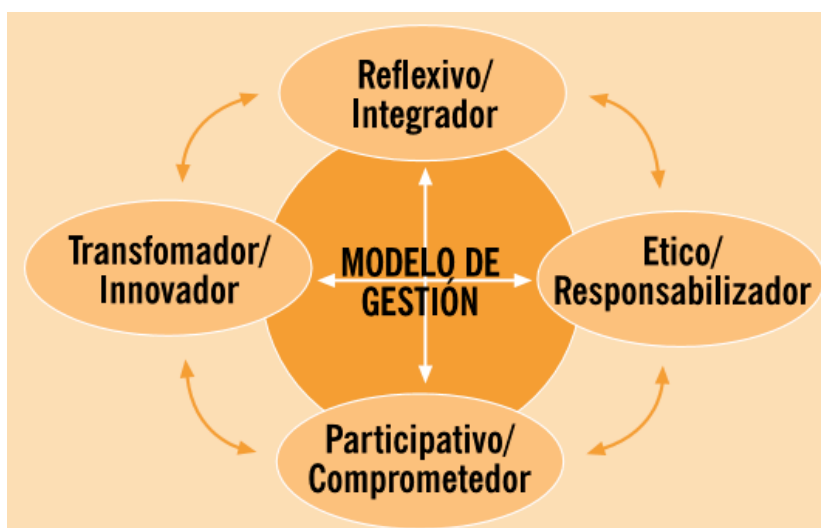 Reflexivo/
Integrador
Transfomador/
Innovador
MODELO DE
GESTIÓN
Etico/
Responsabilizador
Participativo/
Comprometedor